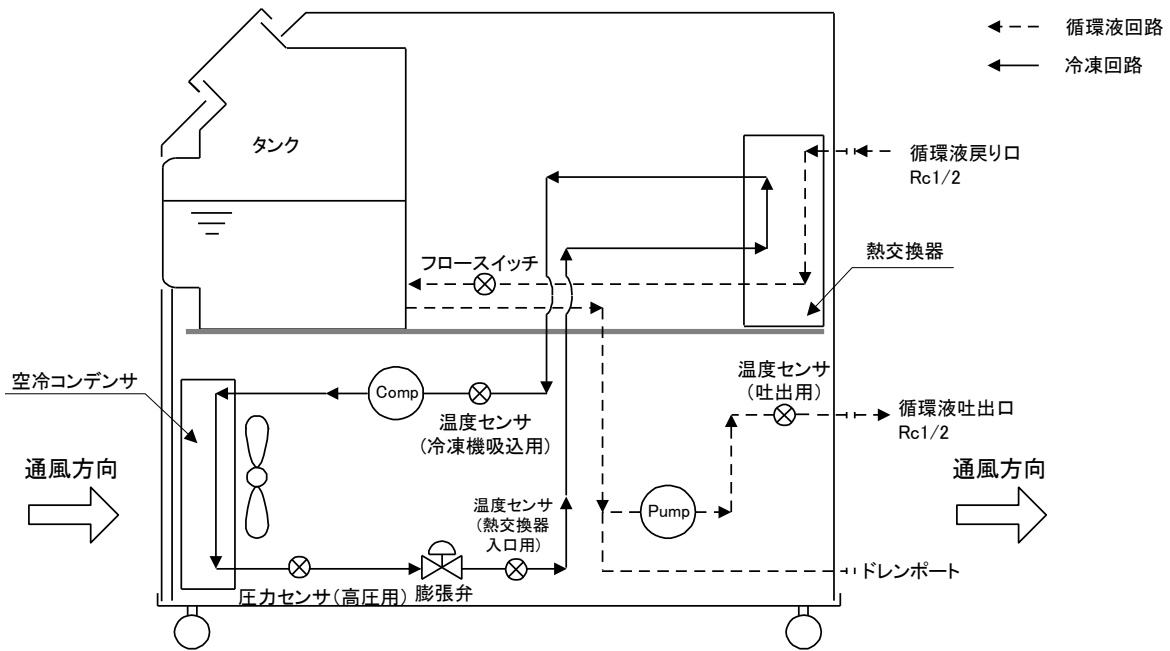 循環液回路
冷凍回路
タンク
循環液戻り口
Rc1/2
熱交換器
フロースイッチ
空冷コンデンサ
Comp
温度センサ
(冷凍機吸込用)
温度センサ
(吐出用)
循環液吐出口
Rc1/2
通風方向
通風方向
温度センサ
(熱交換器
入口用)
Pump
圧力センサ(高圧用)
膨張弁
ドレンポート